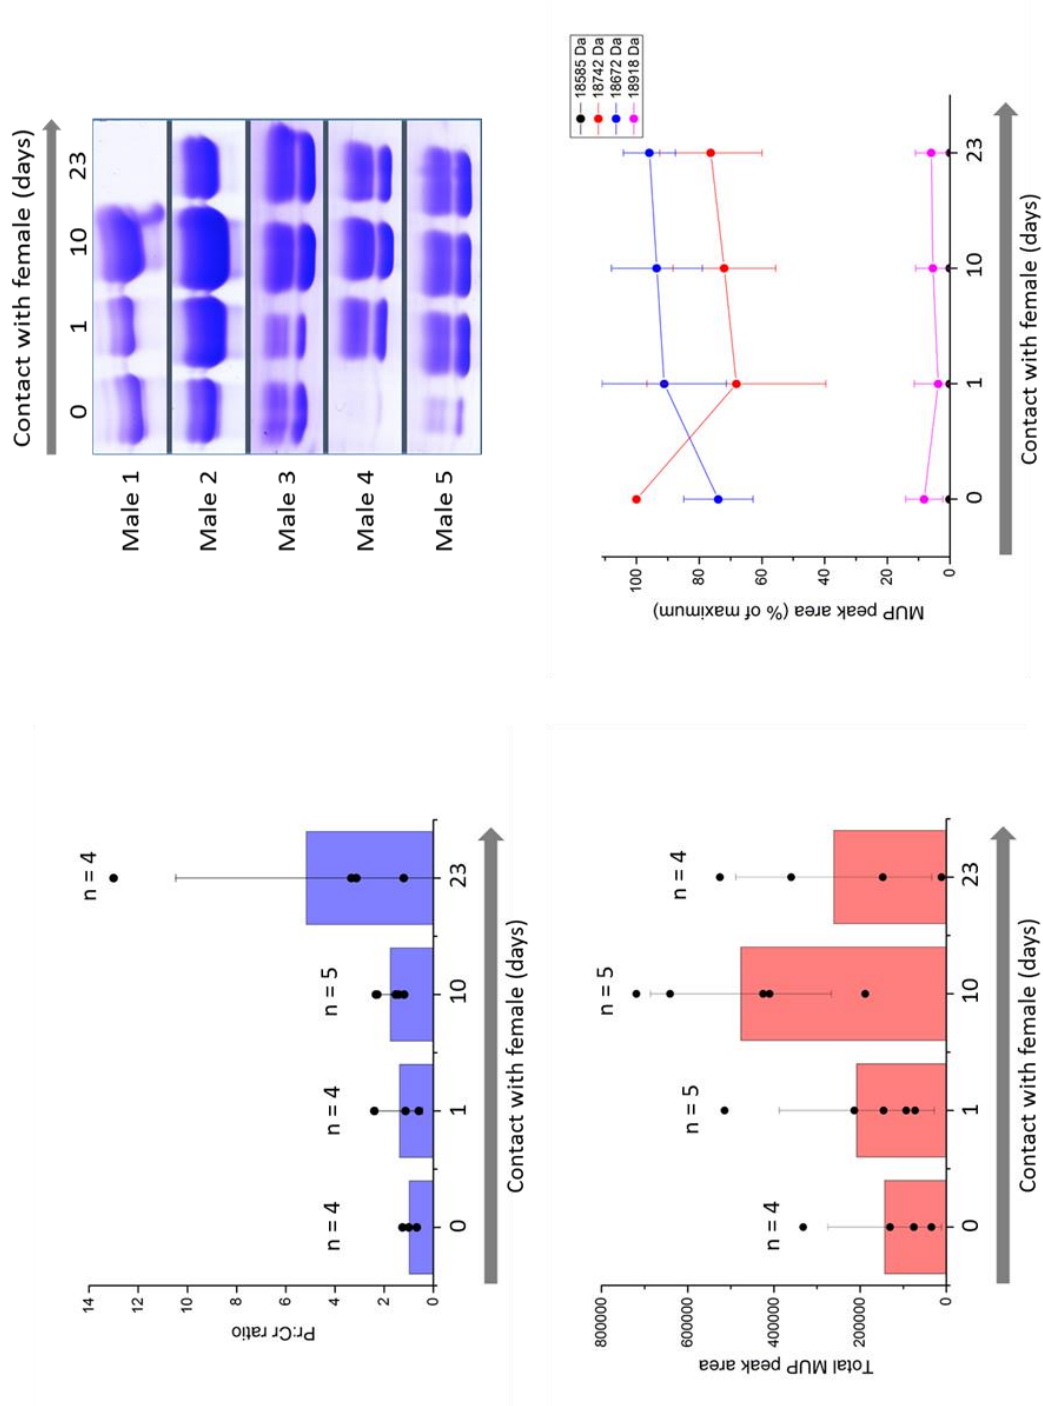 14
12
10
8
6
4
2
0
Pr:Cr ratio
n = 4
n = 4
n = 5
n = 4
0 1 10 23
Contact with female (days)
Contact with female (days)
0 1 10 23
Male 1
Male 2
Male 3
Male 4
Male 5
800000
600000
400000
200000
0
Total MUP peak area
n = 4
n = 5
n = 5
n = 4
0 1 10 23
Contact with female (days)
100
80
60
40
20
0
MUP peak area (% of maximum)
18585 Da
18742 Da
18672 Da
18918 Da
0 1 10 23
Contact with female (days)